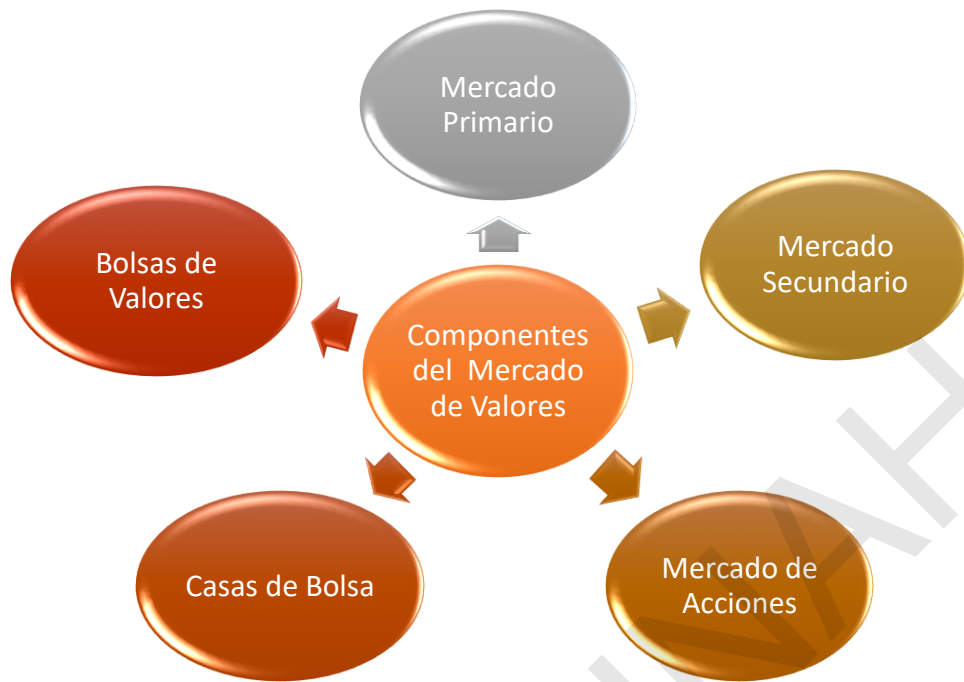 Mercado
Primario
Bolsas de
Valores
Mercado
Secundario
Componentes
del Mercado
de Valores
Casas de Bolsa
Mercado de
Acciones